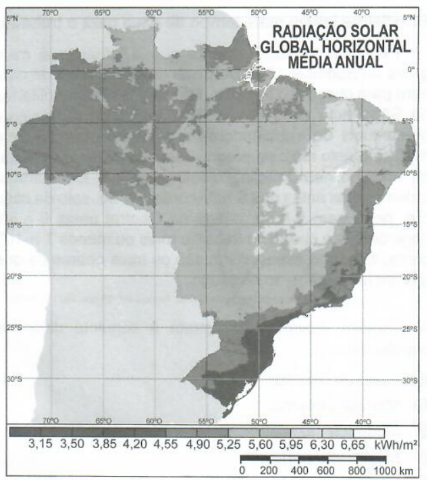 70°O 65°O 60°O 55°O 50°O 45°O 40°O
5°N 5°N
RADIAÇÃO SOLAR
GLOBAL HORIZONTAL
MÉDIA ANUAL
0° 0°
5°S 5°S
10°S 10°S
15°S 15°S
20°S 20°S
25°S 25°S
30°S 30°S
70°O 65°O 60°O 55°O 50°O 45°O 40°O
3,15 3,50 3,85 4,20 4,55 4,90 5,25 5,60 5,95 6,30 6,65 kWh/m²
0 200 400 600 800 1000 km